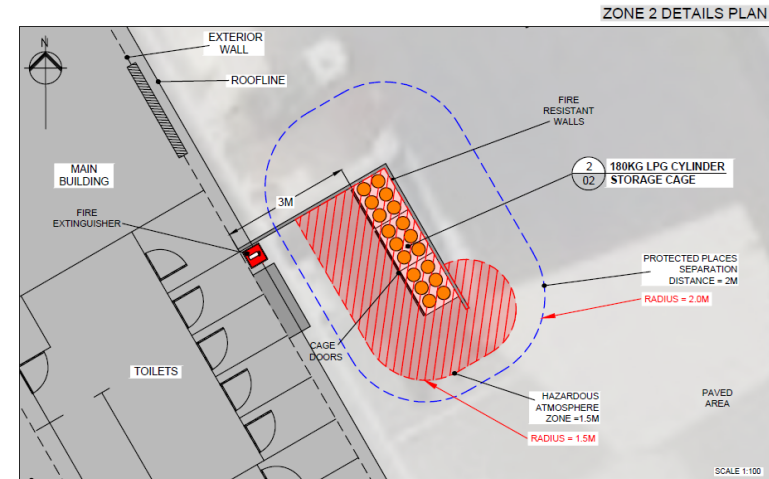 ZONE 2 DETAILS PLAN
N
EXTERIOR
WALL
ROOFLINE
FIRE
RESISTANT
WALLS
MAIN
BUILDING
2
02
180KG LPG CYLINDER
STORAGE CAGE
3M
FIRE
EXTINGUISHER
PROTECTED PLACES
SEPARATION
DISTANCE = 2M
RADIUS = 2.0M
CAGE
DOORS
TOILETS
HAZARDOUS
ATMOSPHERE
ZONE =1.5M
PAVED
AREA
RADIUS = 1.5M
SCALE 1:100